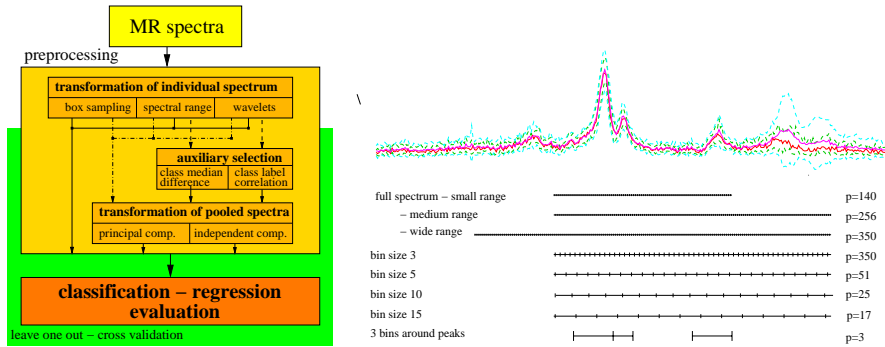 MR spectra
preprocessing
transformation of individual spectrum
box sampling
spectral range
wavelets
auxiliary selection
class median
difference
class label
correlation
transformation of pooled spectra
principal comp.
independent comp.
classification – regression
evaluation
leave one out – cross validation
\
full spectrum – small range p=140
– medium range p=256
– wide range p=350
bin size 3 p=350
bin size 5 p=51
bin size 10 p=25
bin size 15 p=17
3 bins around peaks p=3